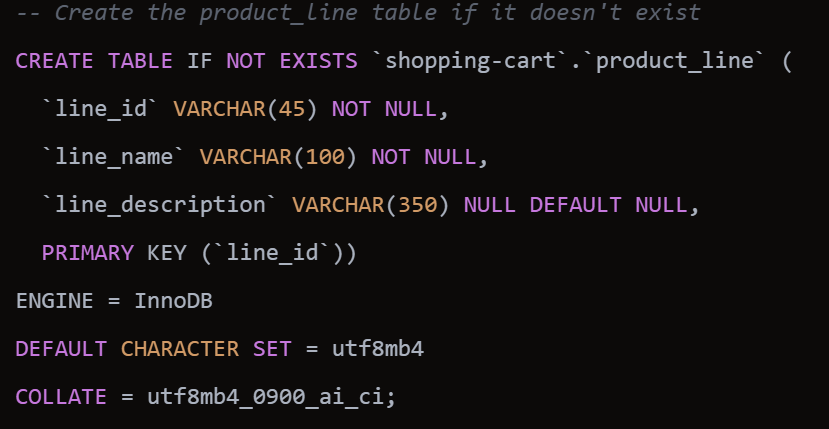 -- Create the product_line table if it doesn't exist
CREATE TABLE IF NOT EXISTS `shopping-cart`.`product_line` (
  `line_id` VARCHAR(45) NOT NULL,
  `line_name` VARCHAR(100) NOT NULL,
  `line_description` VARCHAR(350) NULL DEFAULT NULL,
  PRIMARY KEY (`line_id`))
ENGINE = InnoDB
DEFAULT CHARACTER SET = utf8mb4
COLLATE = utf8mb4_0900_ai_ci;